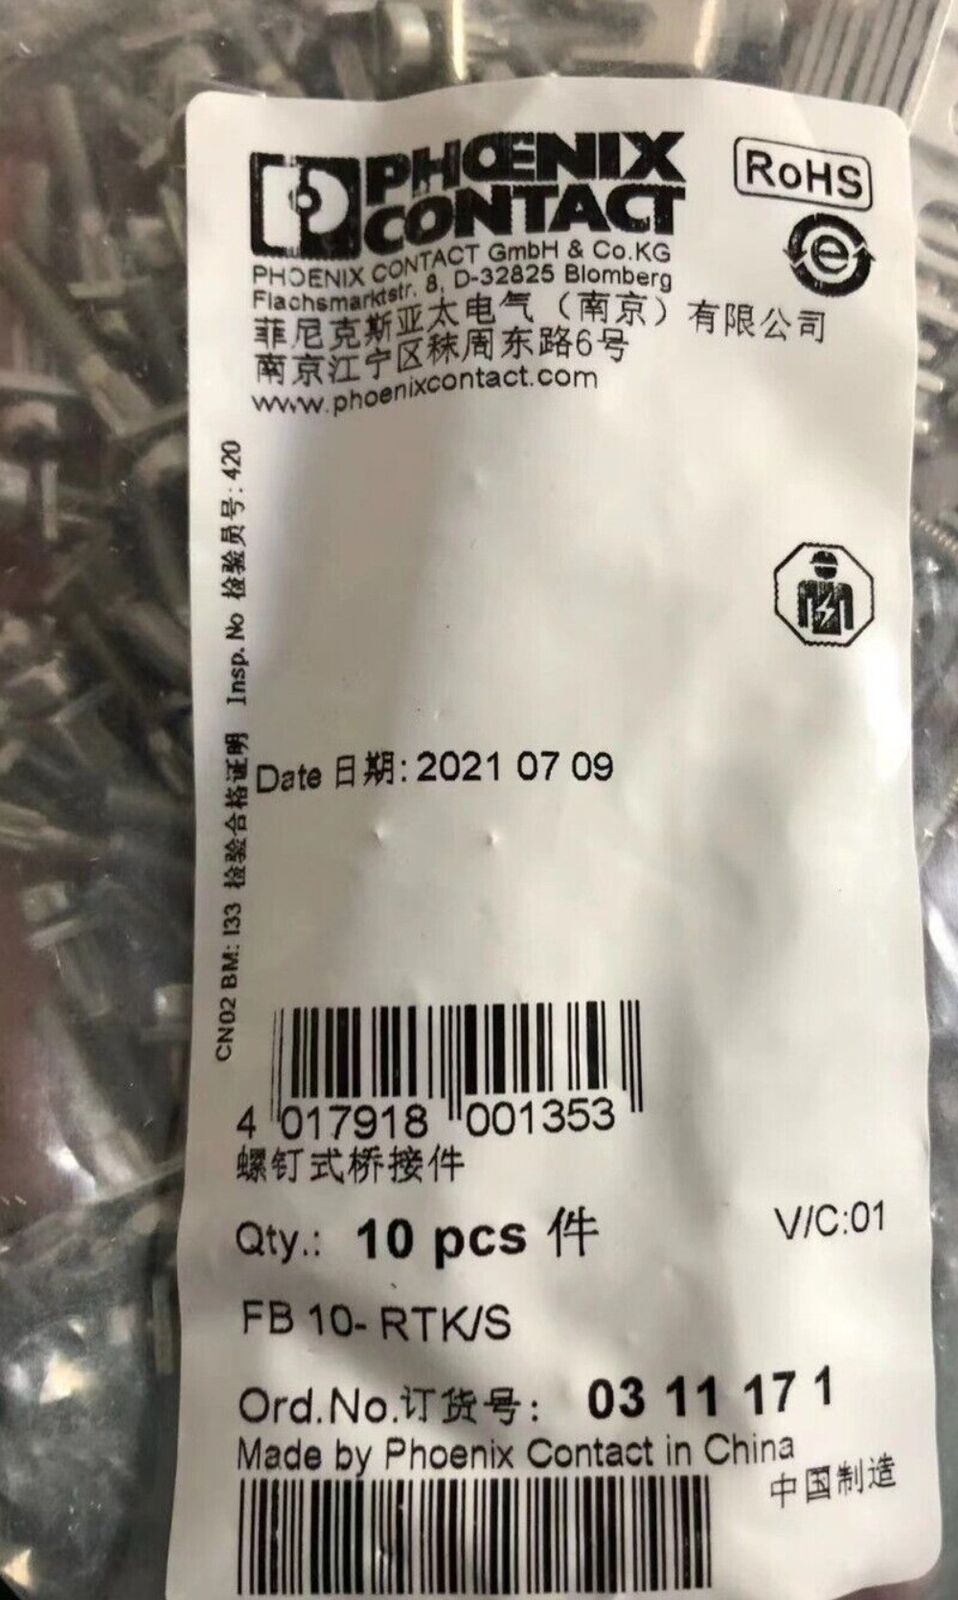 PHŒNIX
CONTACT
RoHS
e
PHOENIX CONTACT GmbH & Co.KG
Flachsmarktstr. 8, D-32825 Blomberg
菲尼克斯亚太电气（南京）有限公司
南京江宁区秣周东路6号
www.phoenixcontact.com
CN02 BM.: I33 检验合格证明 Insp. No 检验员号: 420
Date 日期: 2021 07 09
4 017918 001353
螺钉式桥接件
Qty.: 10 pcs 件
V/C:01
FB 10- RTK/S
Ord.No.订货号: 03 11 17 1
Made by Phoenix Contact in China
中国制造